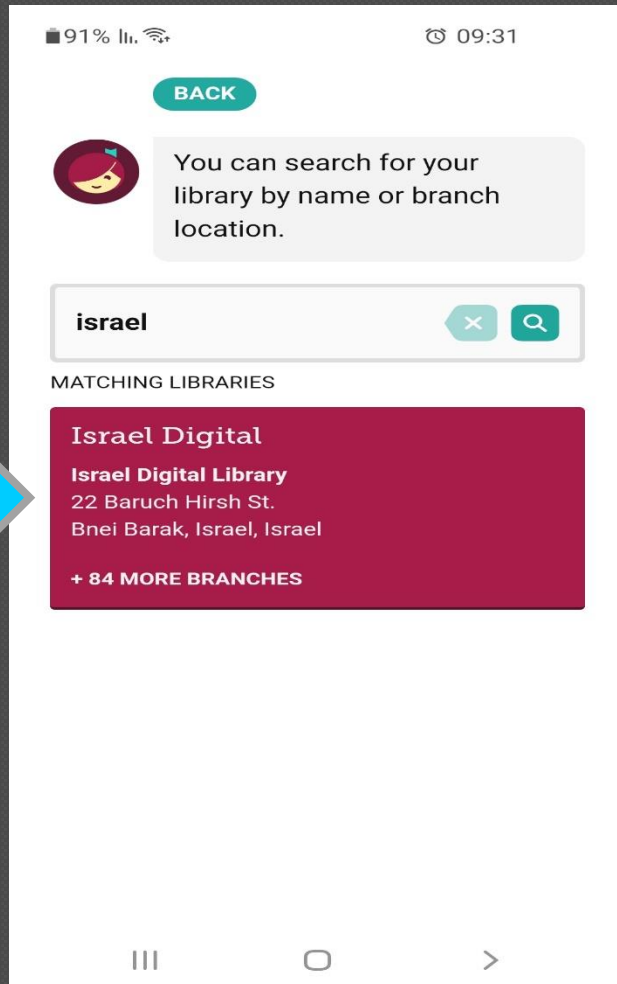 91% 09:31
BACK
You can search for your
library by name or branch
location.
israel
MATCHING LIBRARIES
Israel Digital
Israel Digital Library
22 Baruch Hirsh St.
Bnei Barak, Israel, Israel
+ 84 MORE BRANCHES